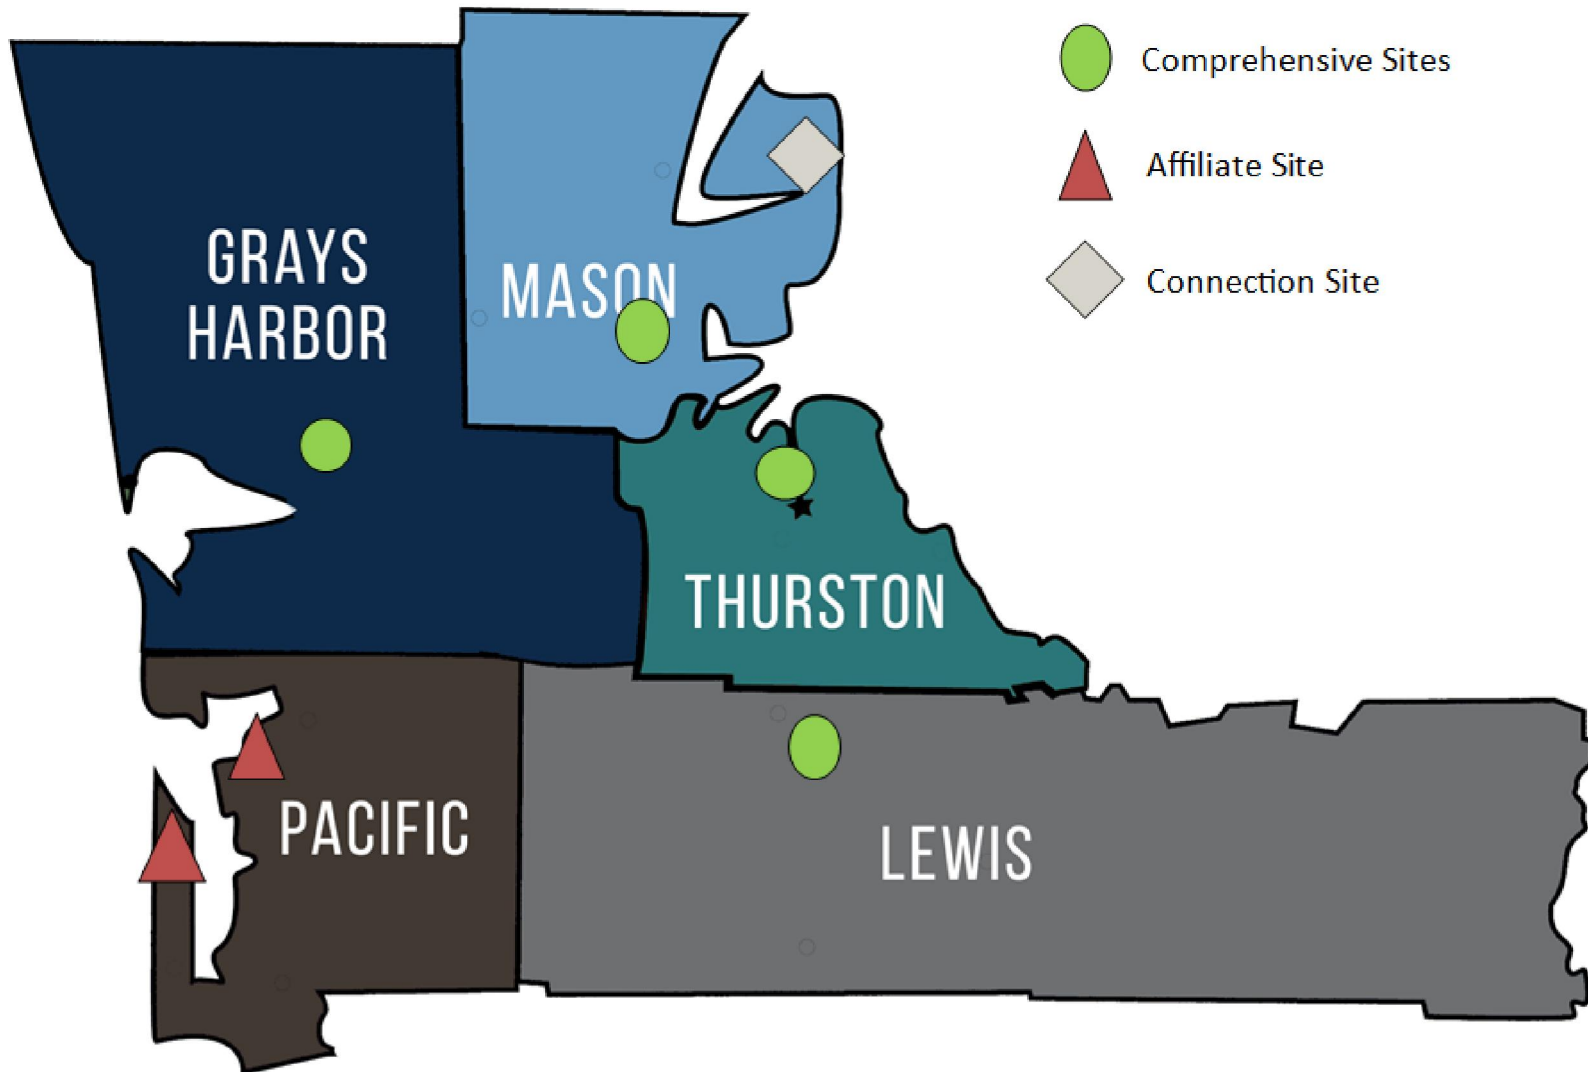 Comprehensive Sites
Affiliate Site
Connection Site
GRAYS
HARBOR
MASON
THURSTON
PACIFIC
LEWIS